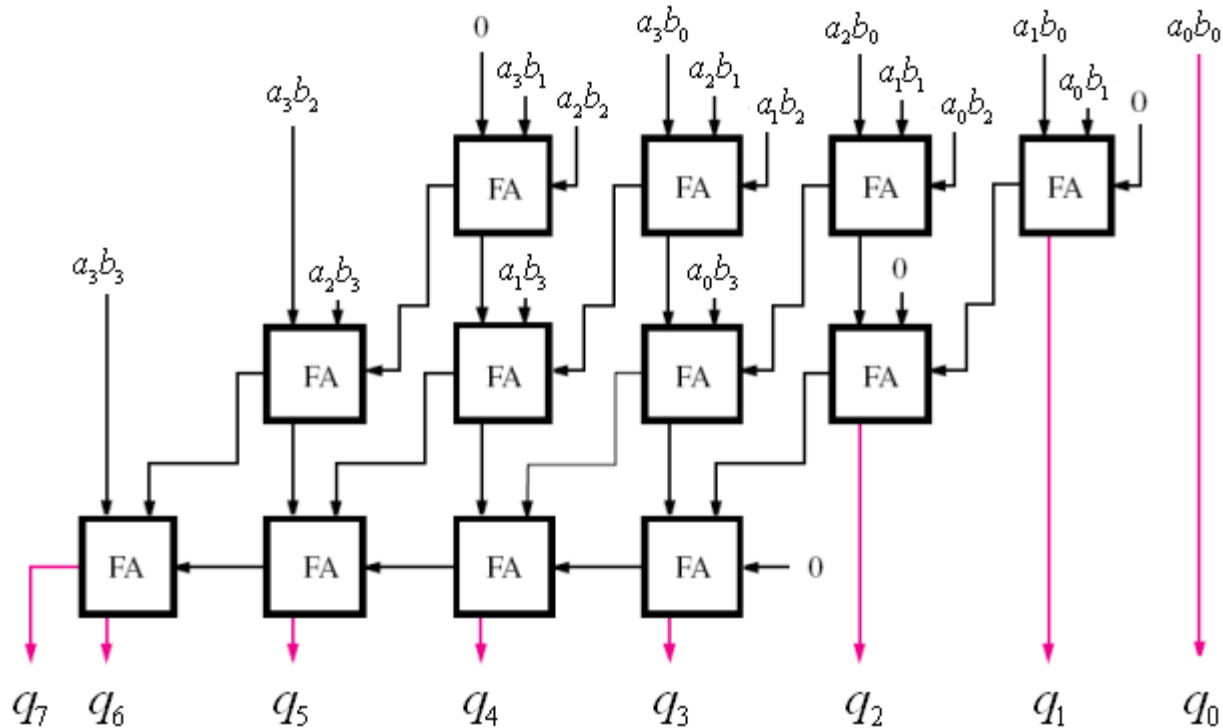 0 a₃b₀ a₂b₀ a₁b₀ a₀b₀
a₃b₂ a₃b₁ a₂b₂ a₂b₁ a₁b₂ a₁b₁ a₀b₂ a₀b₁ 0
FA FA FA FA
a₃b₃ a₂b₃ a₁b₃ a₀b₃ 0
FA FA FA FA
FA FA FA FA 0
q₇ q₆ q₅ q₄ q₃ q₂ q₁ q₀